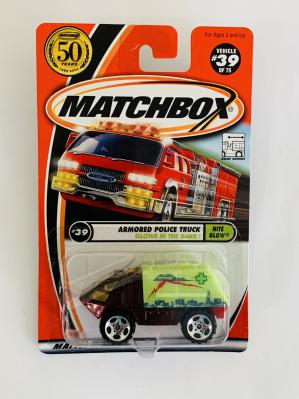 For Ages 3 and Up
MATCHBOX
50
YEARS
VEHICLE
#39
OF 75
MATCHBOX
#39
ARMORED POLICE TRUCK
GLOWS IN THE DARK!
NITE
GLOW